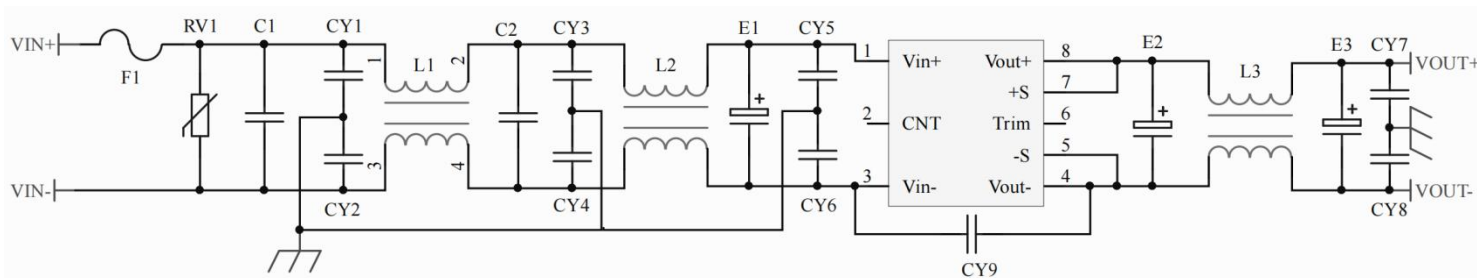 RV1 C1 CY1 C2 CY3 E1 CY5 E2 E3 CY7
VIN+ F1 1 L1 2 L2 1 Vin+ Vout+ 8 L3 VOUT+
+S 7
2 CNT Trim 6
+
+
+
-S 5
VIN- 3 4 3 Vin- Vout- 4 VOUT-
CY2 CY4 CY6 CY8
CY9